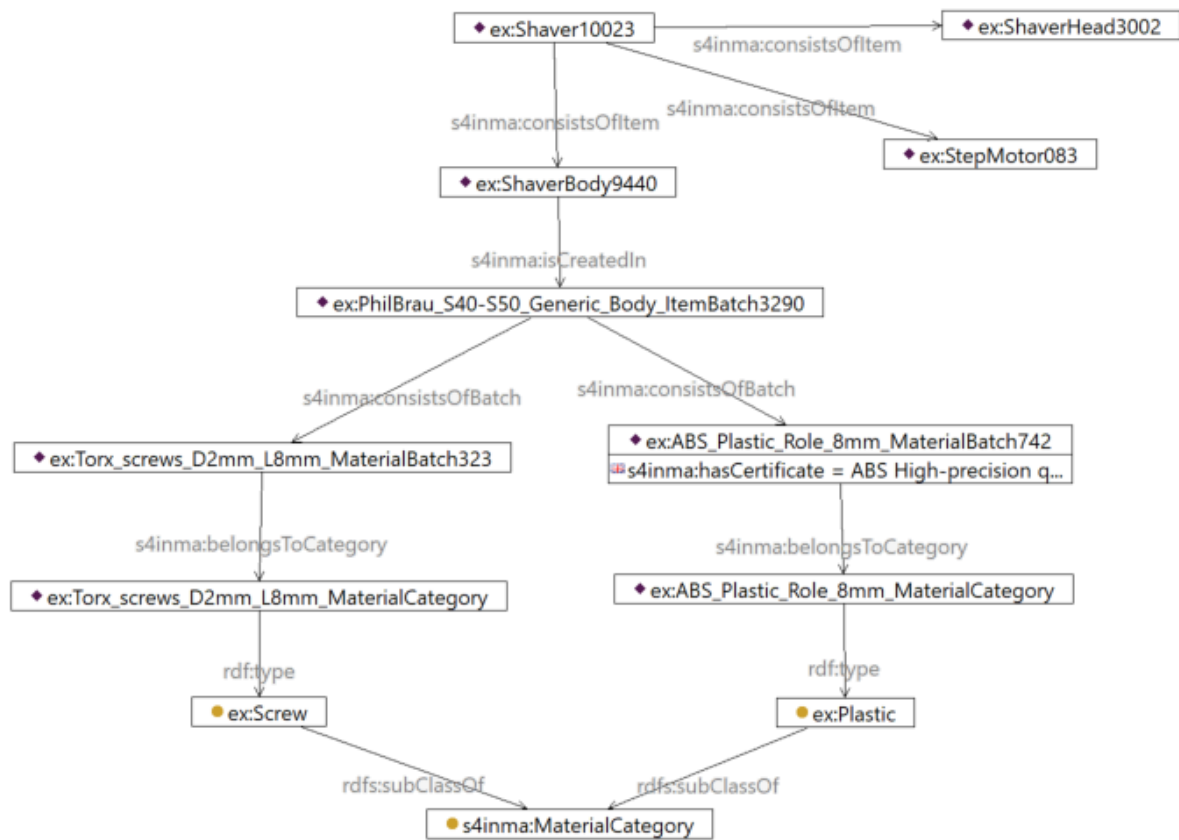 ex:Shaver10023
ex:ShaverHead3002
s4inma:consistsOfItem
s4inma:consistsOfItem
s4inma:consistsOfItem
ex:StepMotor083
ex:ShaverBody9440
s4inma:isCreatedIn
ex:PhilBrau_S40-S50_Generic_Body_ItemBatch3290
s4inma:consistsOfBatch
s4inma:consistsOfBatch
ex:Torx_screws_D2mm_L8mm_MaterialBatch323
ex:ABS_Plastic_Role_8mm_MaterialBatch742
s4inma:hasCertificate = ABS High-precision q...
s4inma:belongsToCategory
s4inma:belongsToCategory
ex:Torx_screws_D2mm_L8mm_MaterialCategory
ex:ABS_Plastic_Role_8mm_MaterialCategory
rdf:type
rdf:type
ex:Screw
ex:Plastic
rdfs:subClassOf
rdfs:subClassOf
s4inma:MaterialCategory